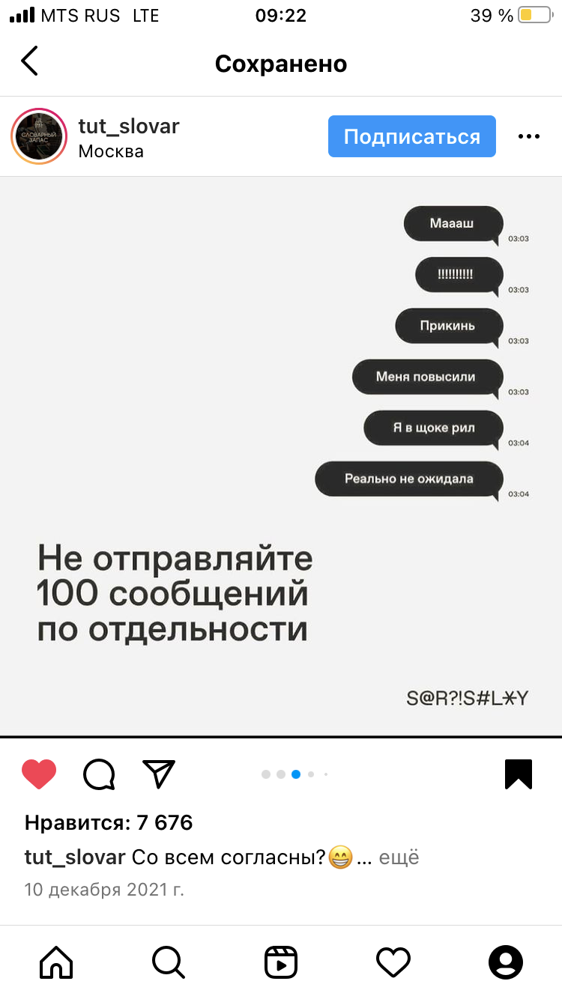 MTS RUS LTE 09:22 39 %
Сохранено
СЛОВАРНЫЙ
ЗАПАС
tut_slovar
Москва
Подписаться
Маааш
03:03
!!!!!!!!!!
03:03
Прикинь
03:03
Меня повысили
03:03
Я в щоке рил
03:04
Реально не ожидала
03:04
Не отправляйте
100 сообщений
по отдельности
S@R?!S#L*Y
Нравится: 7 676
tut_slovar Со всем согласны?😁... ещё
10 декабря 2021 г.